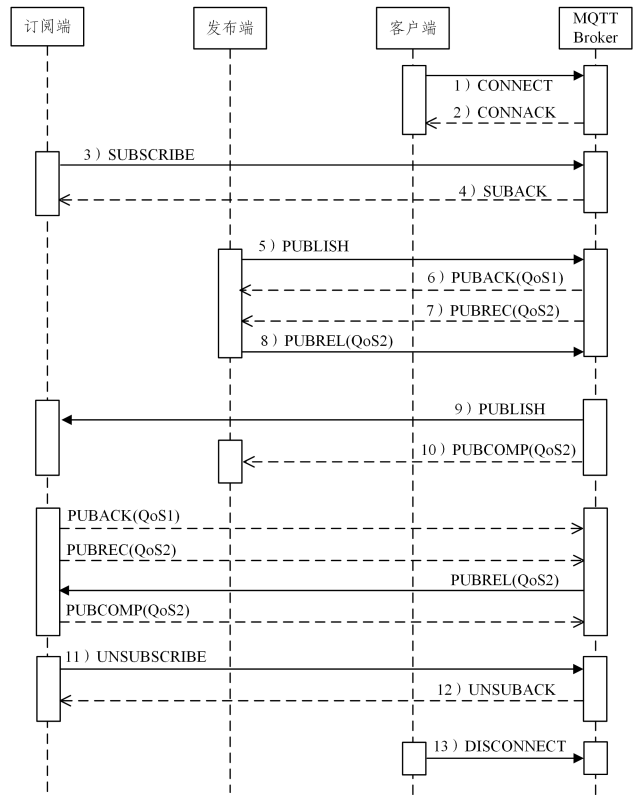 订阅端
发布端
客户端
MQTT
Broker
1）CONNECT
2）CONNACK
3）SUBSCRIBE
4）SUBACK
5）PUBLISH
6）PUBACK(QoS1)
7）PUBREC(QoS2)
8）PUBREL(QoS2)
9）PUBLISH
10）PUBCOMP(QoS2)
PUBACK(QoS1)
PUBREC(QoS2)
PUBREL(QoS2)
PUBCOMP(QoS2)
11）UNSUBSCRIBE
12）UNSUBACK
13）DISCONNECT